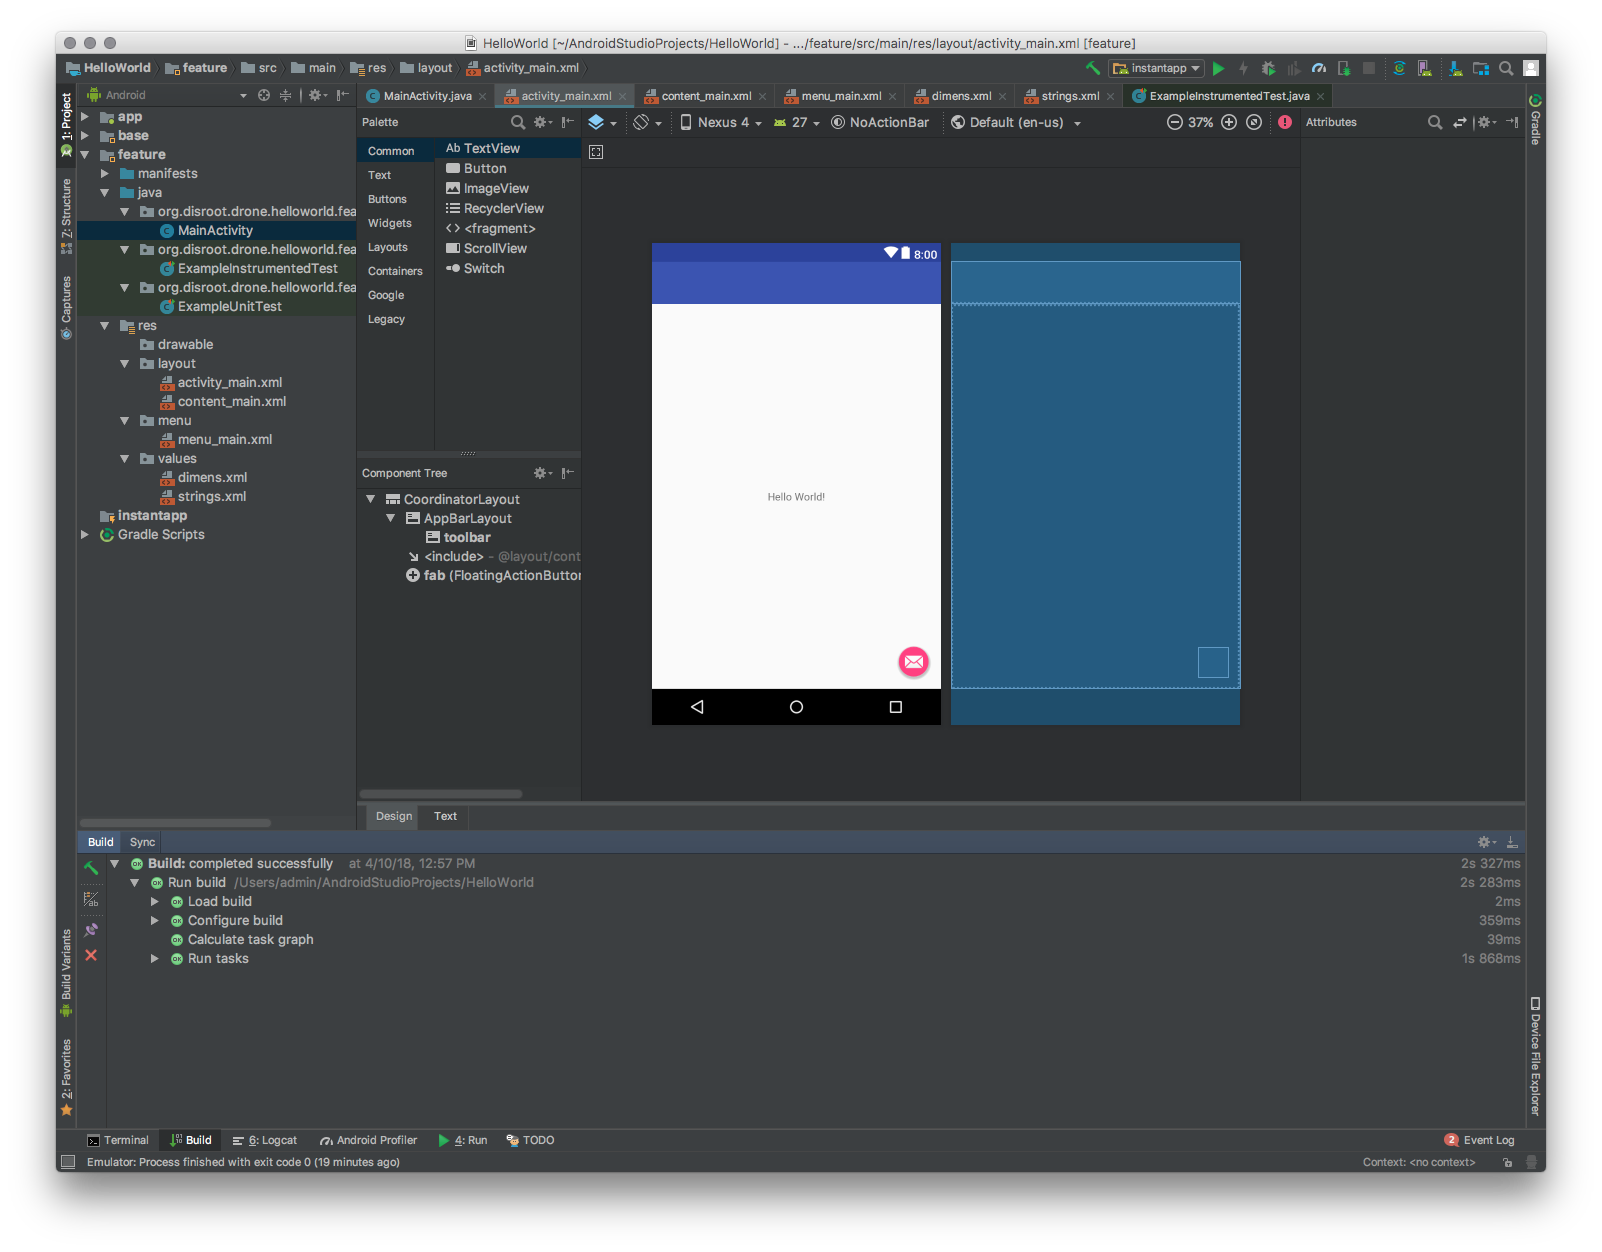 HelloWorld [~/AndroidStudioProjects/HelloWorld] - .../feature/src/main/res/layout/activity_main.xml [feature]
HelloWorld feature src main res layout activity_main.xml
instantapp
1: Project
Z: Structure
Captures
Build Variants
2: Favorites
Android
app
base
feature
manifests
java
org.disroot.drone.helloworld.fea
MainActivity
org.disroot.drone.helloworld.fea
ExampleInstrumentedTest
org.disroot.drone.helloworld.fea
ExampleUnitTest
res
drawable
layout
activity_main.xml
content_main.xml
menu
menu_main.xml
values
dimens.xml
strings.xml
instantapp
Gradle Scripts
MainActivity.java activity_main.xml content_main.xml menu_main.xml dimens.xml strings.xml ExampleInstrumentedTest.java
Palette
Common
Text
Buttons
Widgets
Layouts
Containers
Google
Legacy
Ab TextView
Button
ImageView
RecyclerView
<> <fragment>
ScrollView
Switch
Component Tree
CoordinatorLayout
AppBarLayout
toolbar
<include> - @layout/cont
fab (FloatingActionButtor
Nexus 4 27 NoActionBar Default (en-us) 37%
8:00
Hello World!
Attributes
Gradle
Device File Explorer
Design Text
Build Sync
Build: completed successfully at 4/10/18, 12:57 PM 2s 327ms
Run build /Users/admin/AndroidStudioProjects/HelloWorld 2s 283ms
OK Load build 2ms
OK Configure build 359ms
OK Calculate task graph 39ms
OK Run tasks 1s 868ms
Terminal Build 6: Logcat Android Profiler 4: Run TODO 2 Event Log
Emulator: Process finished with exit code 0 (19 minutes ago) Context: <no context>